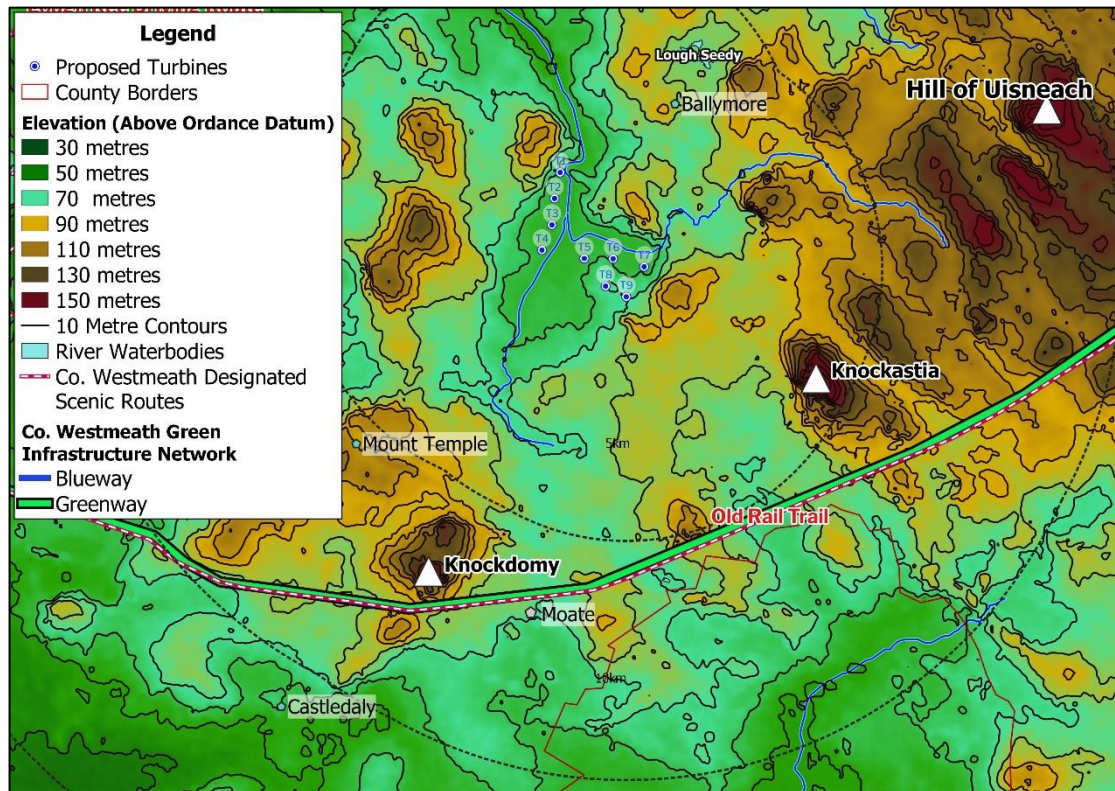 Legend
Proposed Turbines
County Borders
Elevation (Above Ordance Datum)
30 metres
50 metres
70 metres
90 metres
110 metres
130 metres
150 metres
10 Metre Contours
River Waterbodies
Co. Westmeath Designated
Scenic Routes
Co. Westmeath Green
Infrastructure Network
Blueway
Greenway
Lough Seedy
Ballymore
Hill of Uisneach
T1
T2
T3
T4
T5
T6
T7
T8
T9
Knockastia
Mount Temple
5km
Old Rail Trail
Knockdomy
Moate
10km
Castledaly